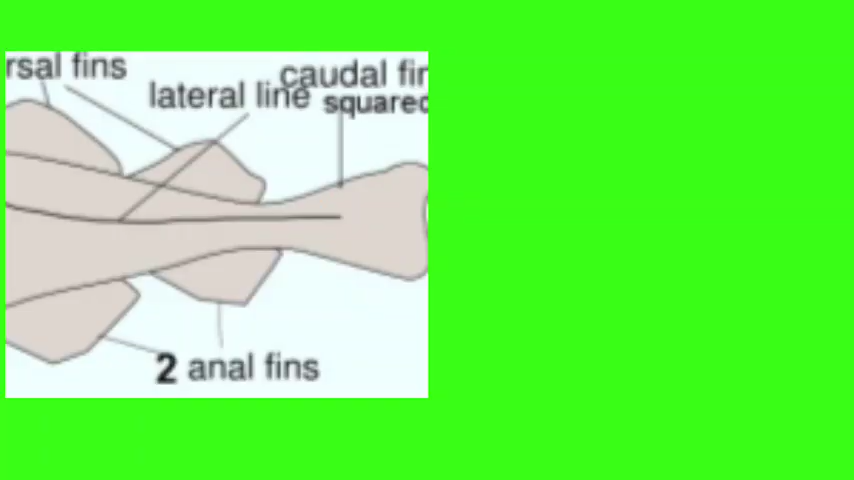 rsal fins
lateral line
caudal fin
squared
2 anal fins